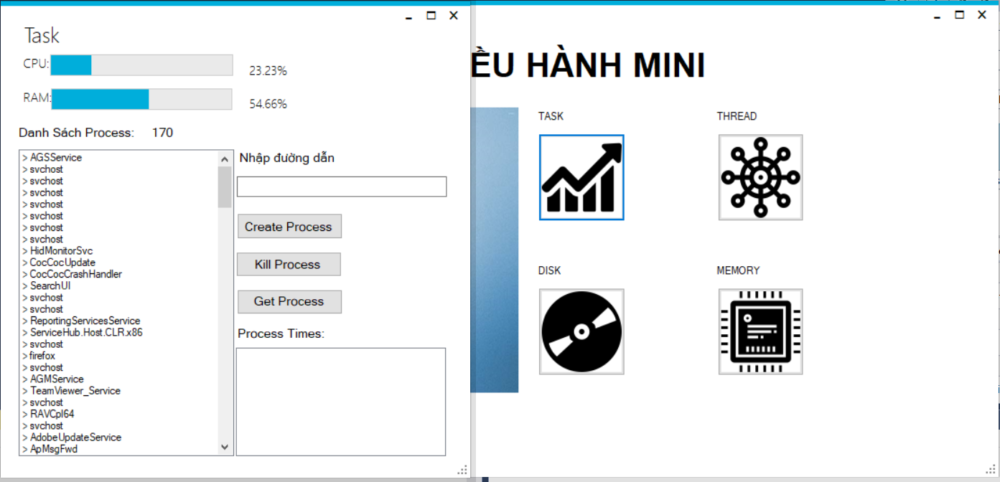 Task
CPU:
23.23%
RAM:
54.66%
Danh Sách Process: 170
> AGSService
> svchost
> svchost
> svchost
> svchost
> svchost
> svchost
> svchost
> HidMonitorSvc
> CocCocUpdate
> CocCocCrashHandler
> SearchUI
> svchost
> svchost
> ReportingServicesService
> ServiceHub.Host.CLR.x86
> svchost
> firefox
> svchost
> AGMService
> TeamViewer_Service
> svchost
> RAVCpl64
> svchost
> AdobeUpdateService
> ApMsgFwd
Nhập đường dẫn
Create Process
Kill Process
Get Process
Process Times:
ỀU HÀNH MINI
TASK
THREAD
DISK
MEMORY